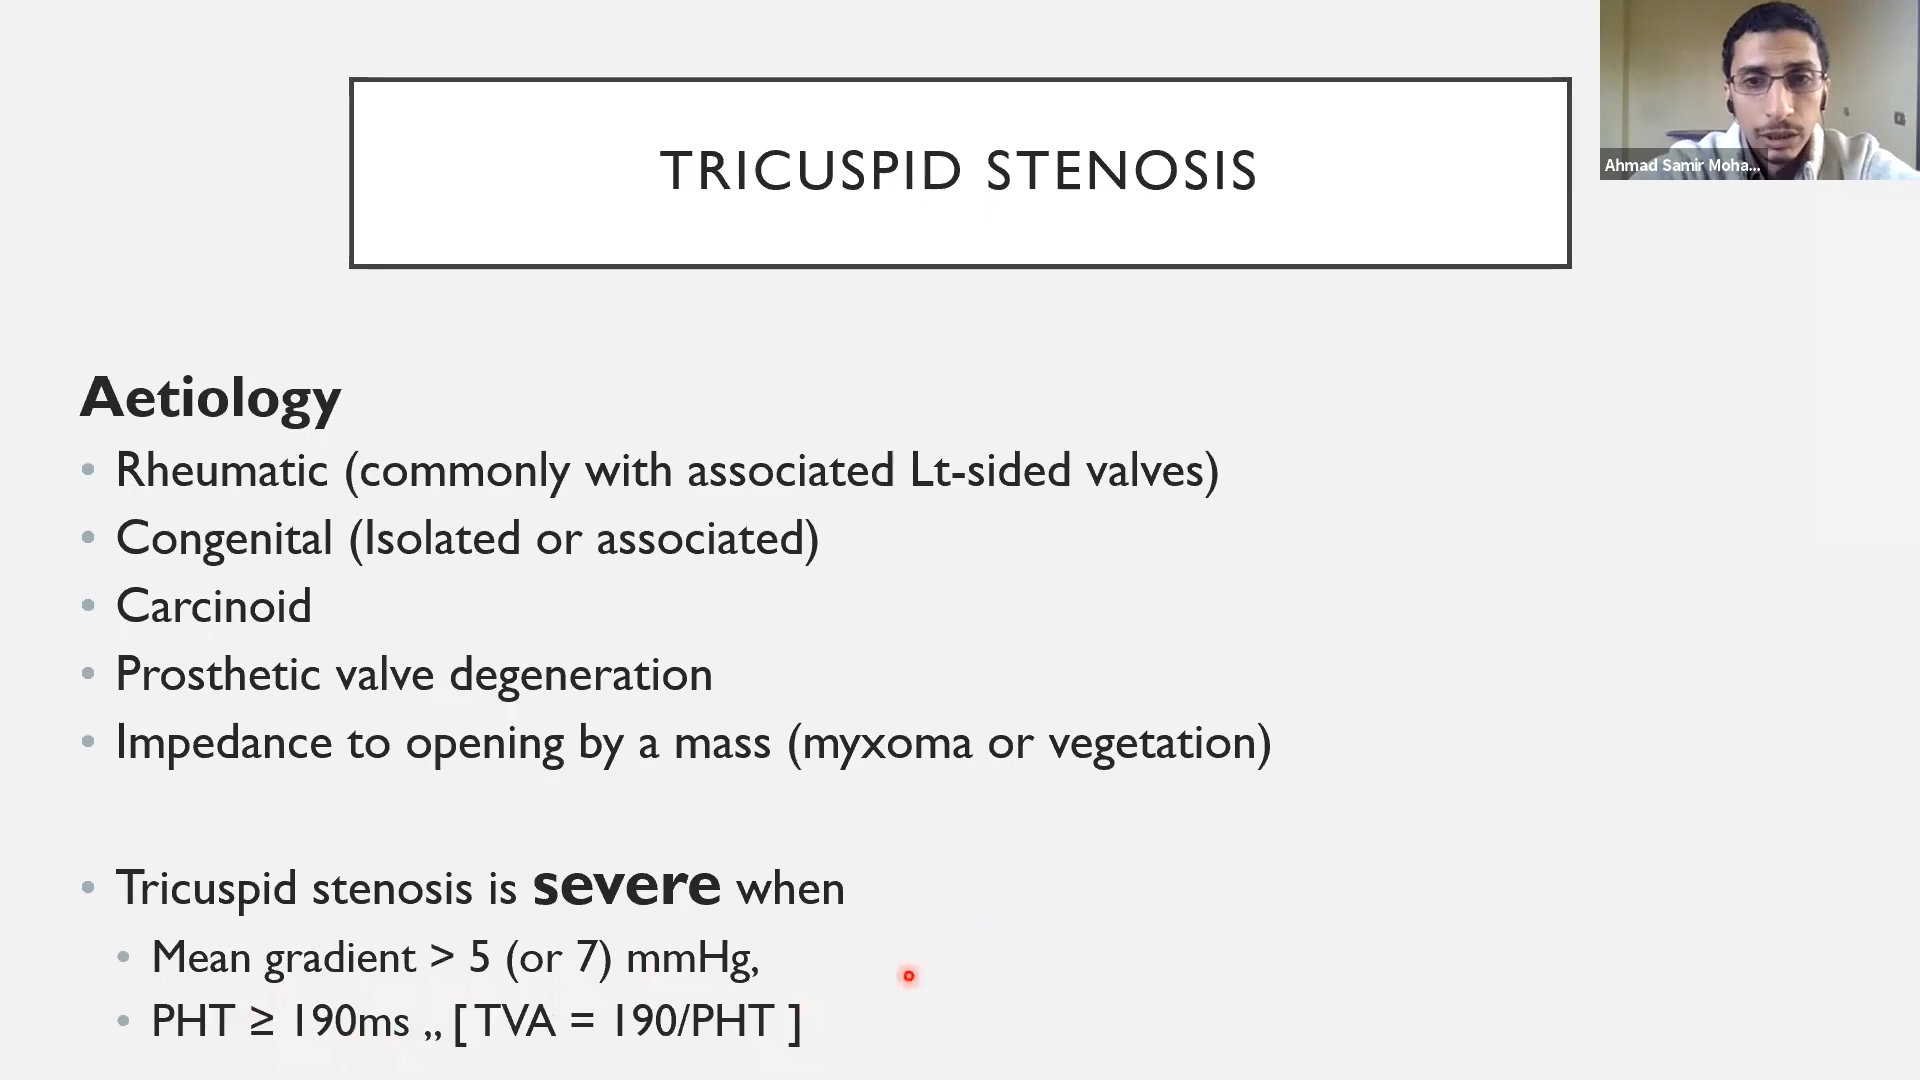 TRICUSPID STENOSIS
Ahmad Samir Moha...
Aetiology
• Rheumatic (commonly with associated Lt-sided valves)
• Congenital (Isolated or associated)
• Carcinoid
• Prosthetic valve degeneration
• Impedance to opening by a mass (myxoma or vegetation)
• Tricuspid stenosis is severe when
• Mean gradient > 5 (or 7) mmHg,
• PHT ≥ 190ms ,, [ TVA = 190/PHT ]